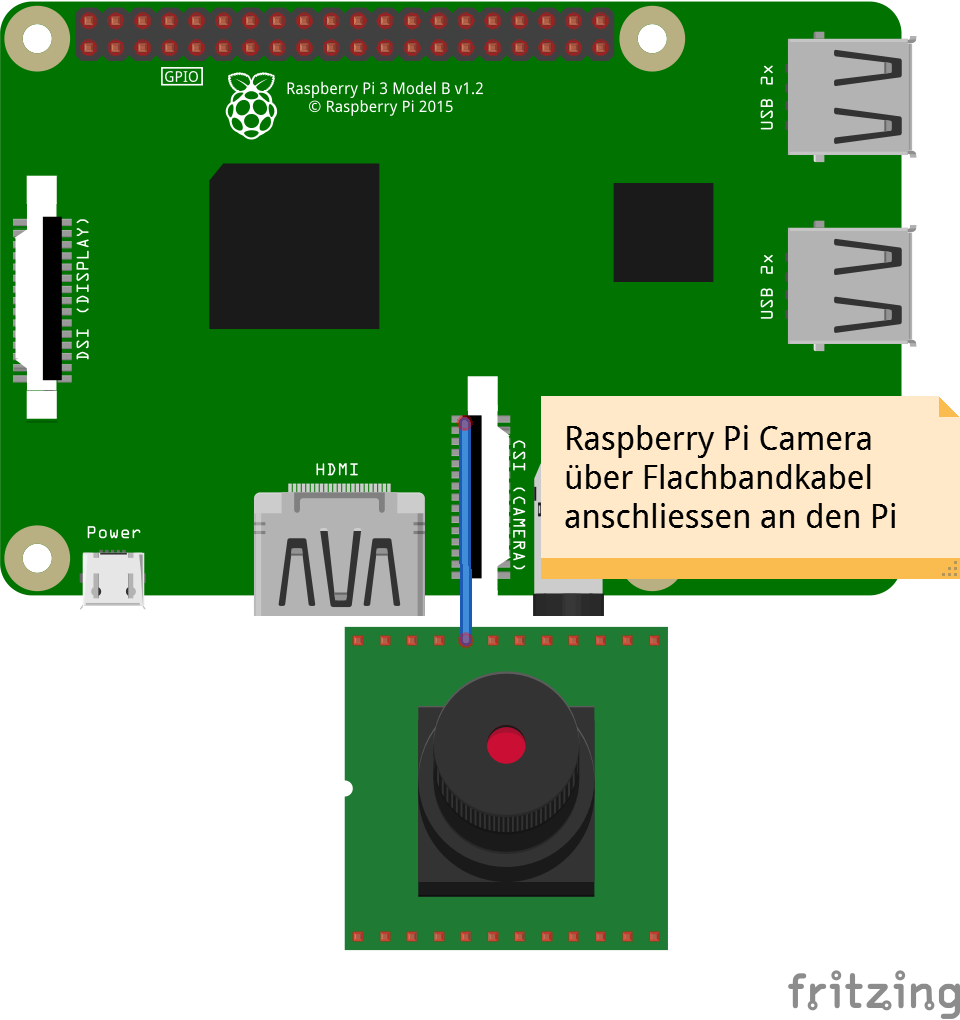 GPIO
Raspberry Pi 3 Model B v1.2
© Raspberry Pi 2015
USB 2x
DSI (DISPLAY)
USB 2x
Raspberry Pi Camera
über Flachbandkabel
anschliessen an den Pi
CSI (CAMERA)
HDMI
Power
fritzing